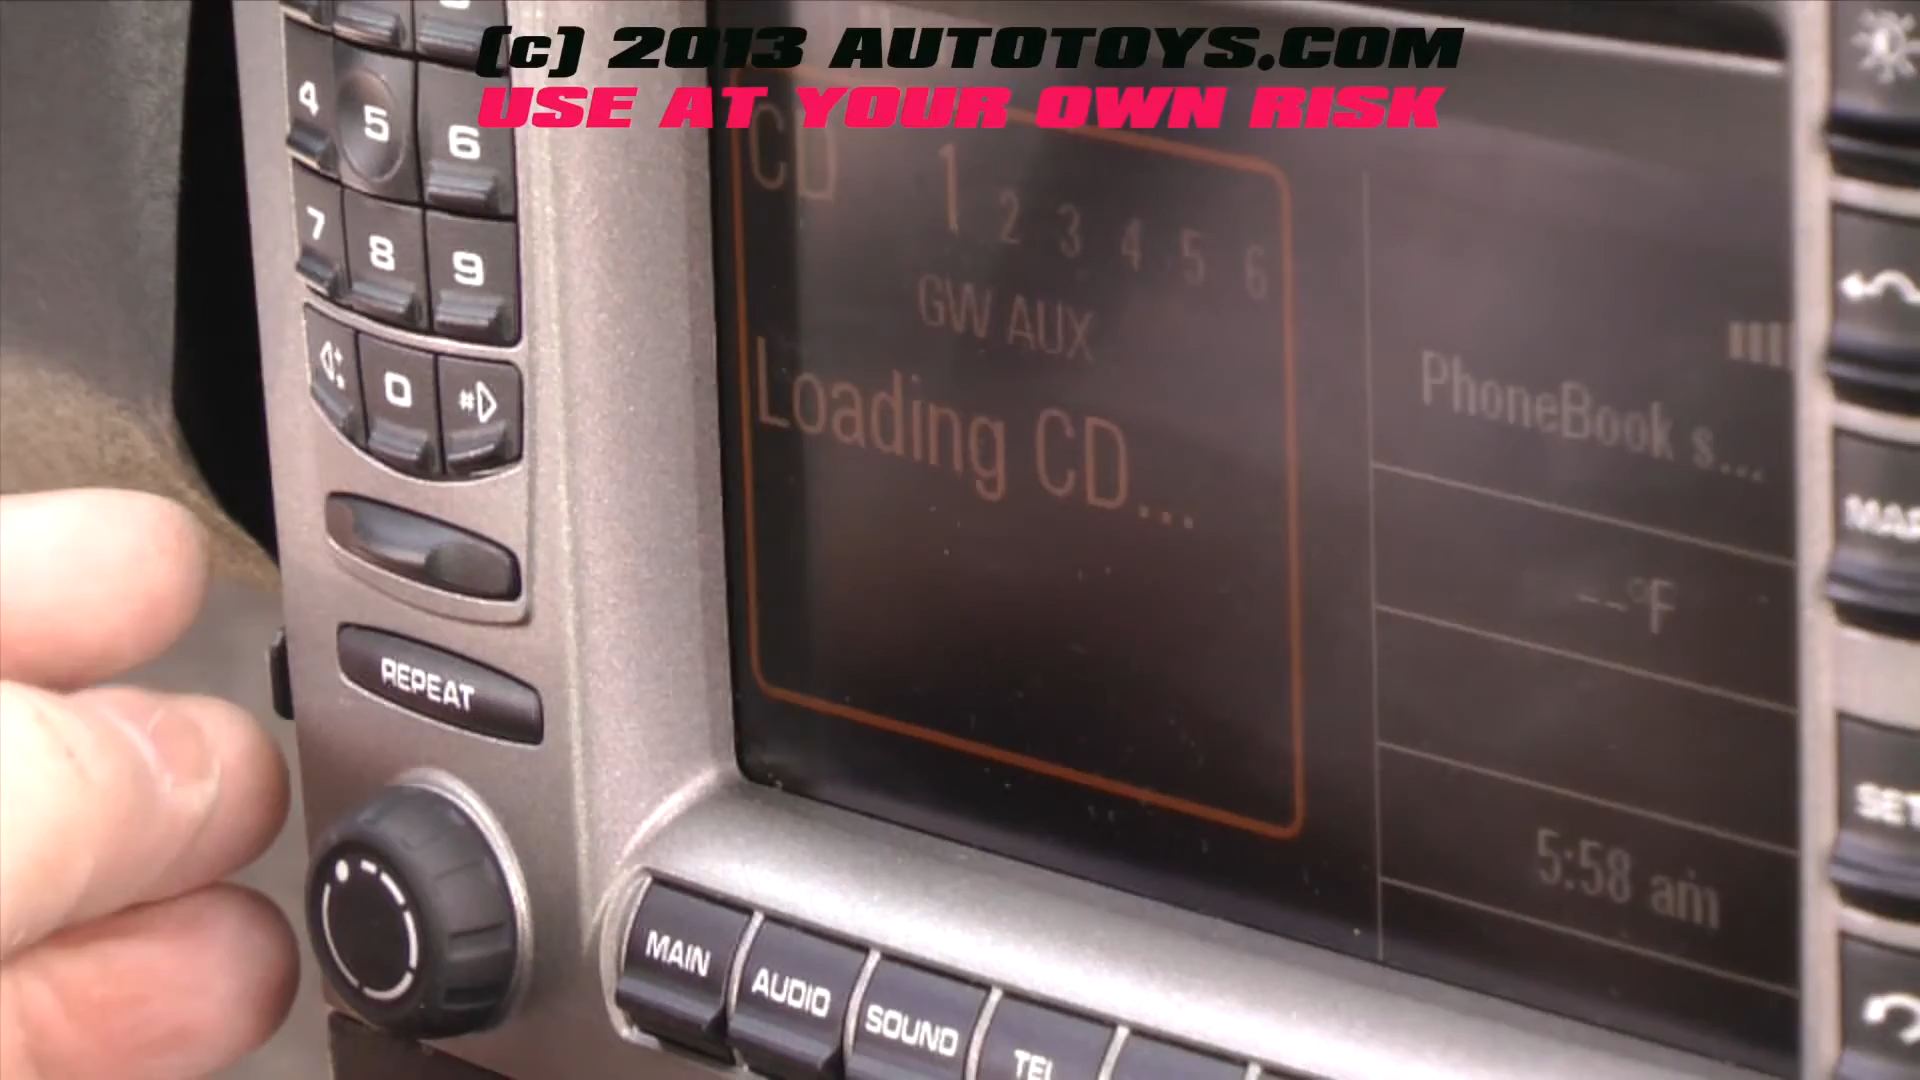 (c) 2013 AUTOTOYS.COM
USE AT YOUR OWN RISK
4 5 6
7 8 9
0 #
REPEAT
CD 1 2 3 4 5 6
GW AUX
Loading CD...
PhoneBook s...
--°F
5:58 am
MAIN AUDIO SOUND TEL